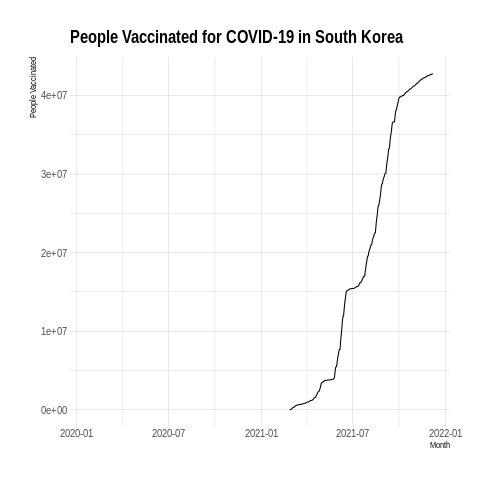 People Vaccinated for COVID-19 in South Korea
People Vaccinated
4e+07
3e+07
2e+07
1e+07
0e+00
2020-01 2020-07 2021-01 2021-07 2022-01
Month